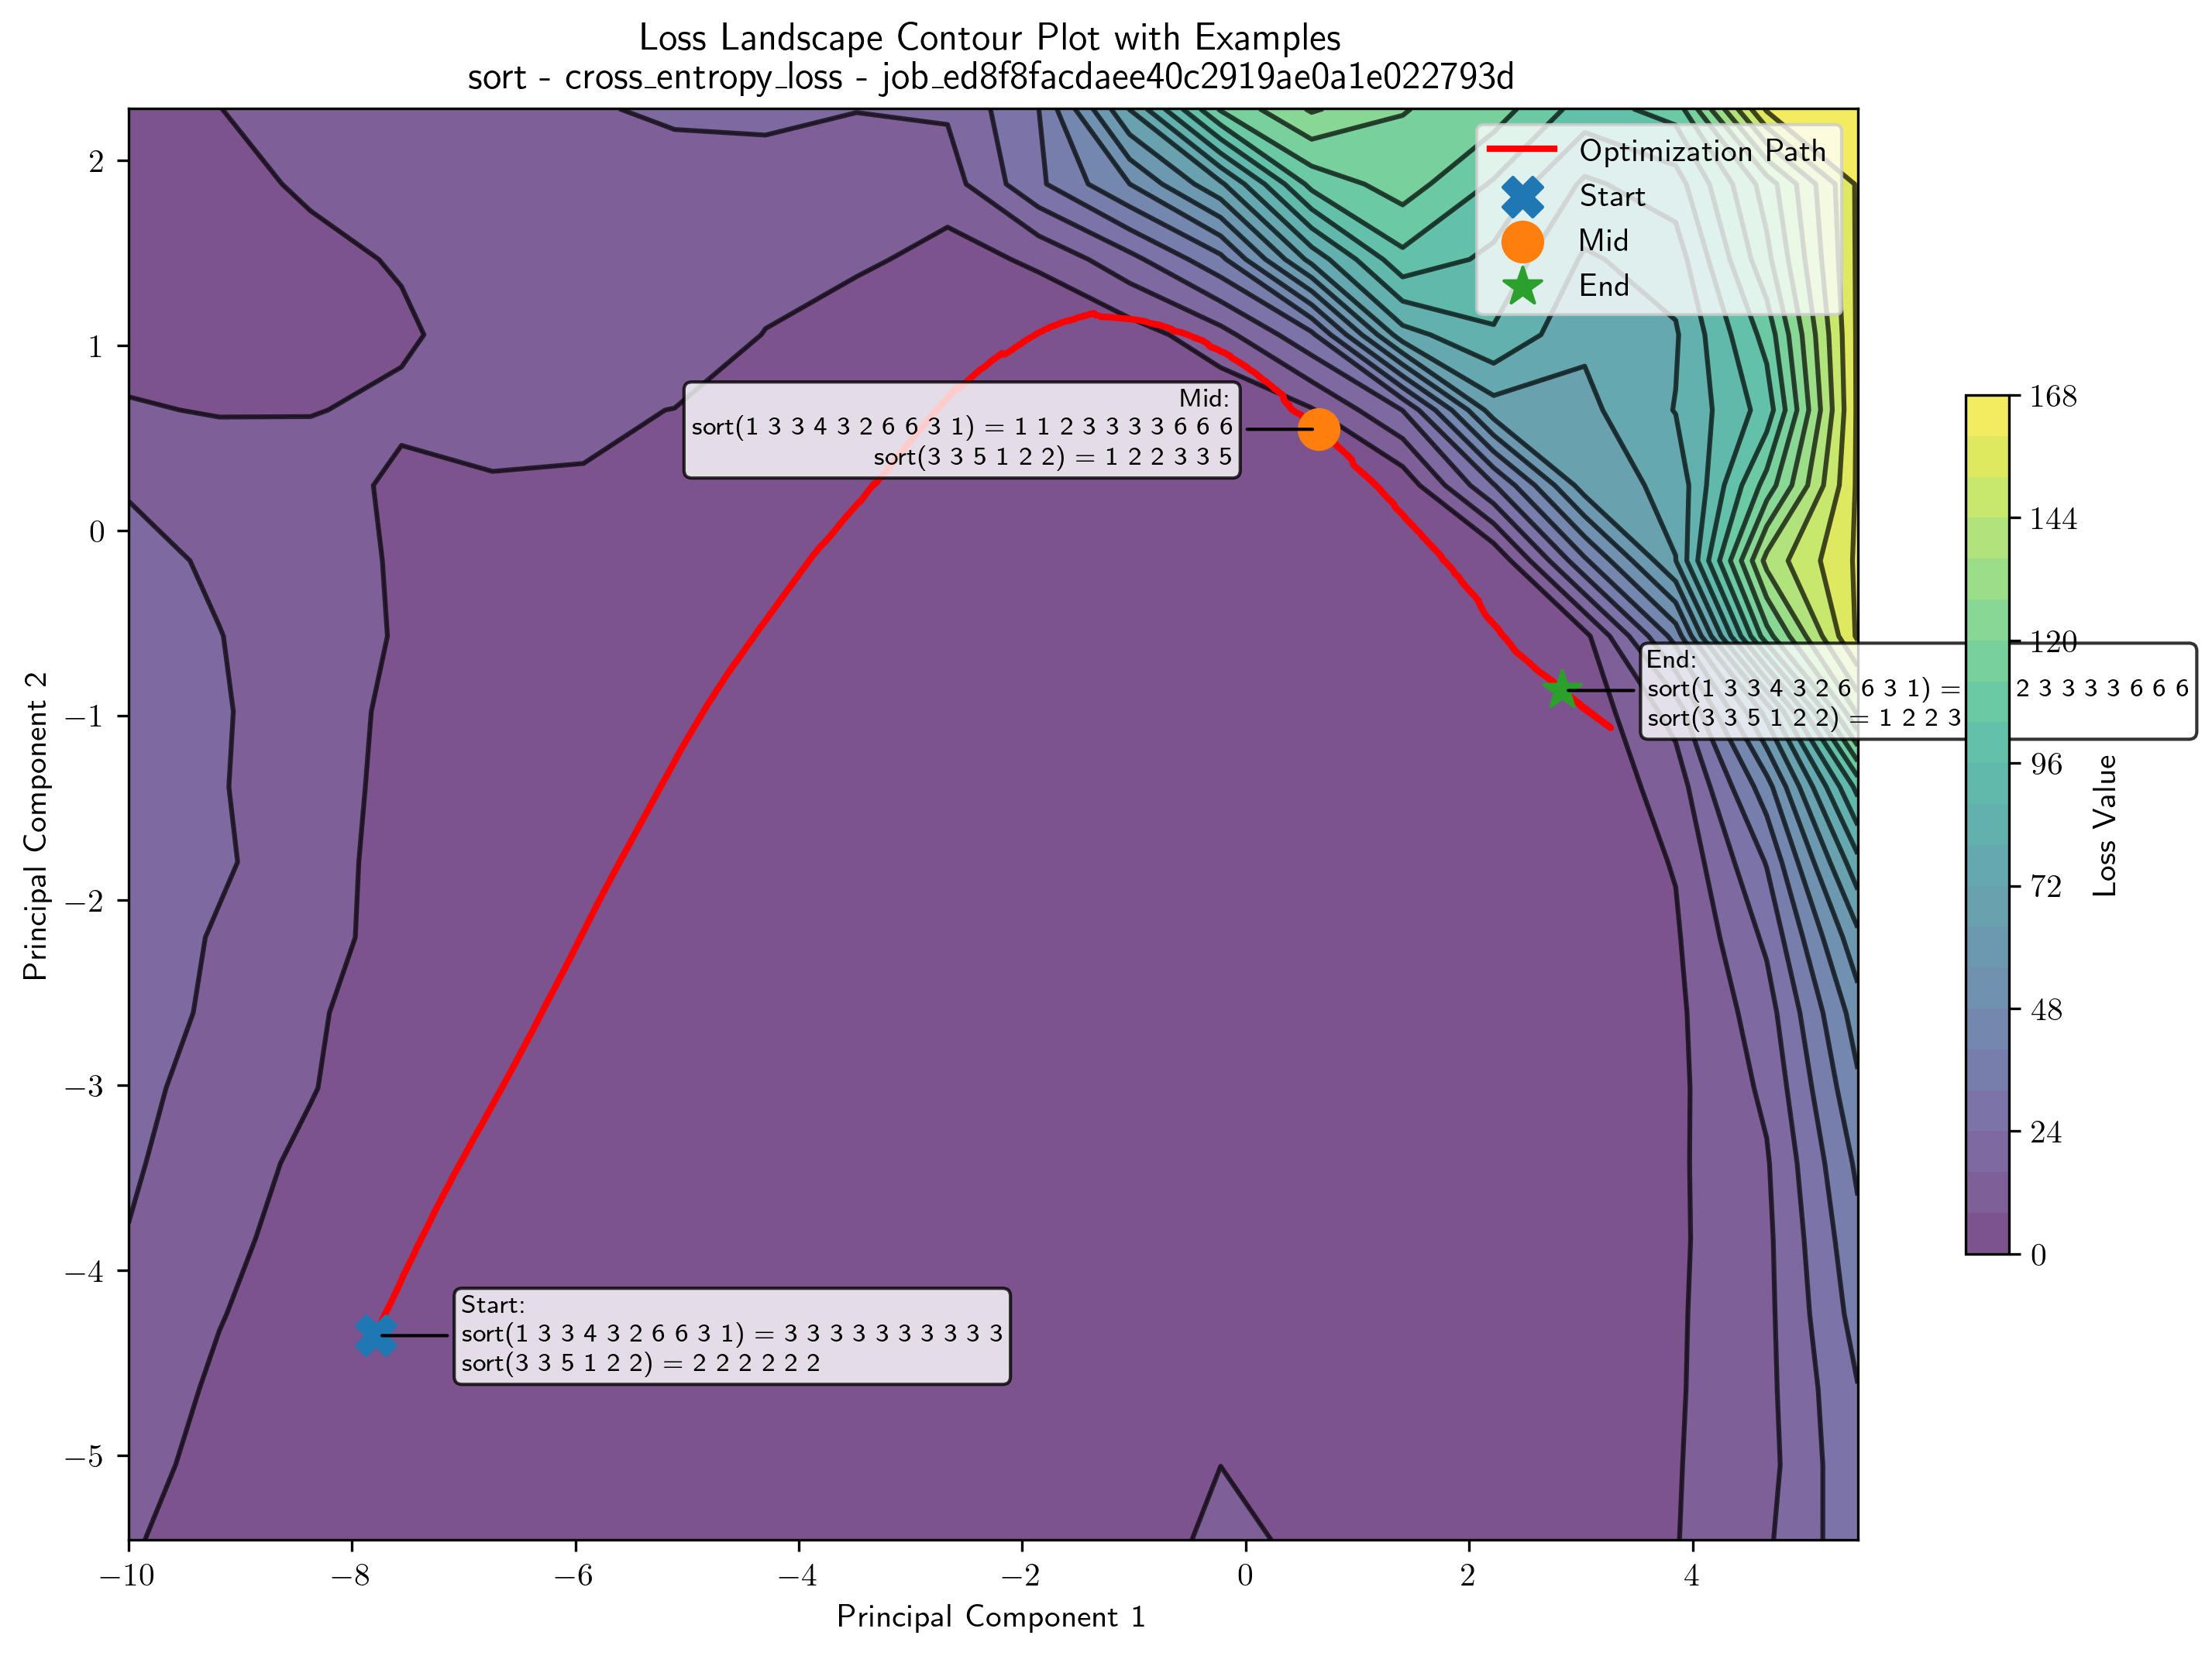 Loss Landscape Contour Plot with Examples
sort - cross_entropy_loss - job_ed8f8facdaee40c2919ae0a1e022793d
Optimization Path
Start
Mid
End
Mid:
sort(1 3 3 4 3 2 6 6 3 1) = 1 1 2 3 3 3 3 6 6 6
sort(3 3 5 1 2 2) = 1 2 2 3 3 5
End:
sort(1 3 3 4 3 2 6 6 3 1) = 2 3 3 3 3 6 6 6
sort(3 3 5 1 2 2) = 1 2 2 3
Start:
sort(1 3 3 4 3 2 6 6 3 1) = 3 3 3 3 3 3 3 3 3 3
sort(3 3 5 1 2 2) = 2 2 2 2 2 2
2
1
0
−1
−2
−3
−4
−5
Principal Component 2
−10
−8
−6
−4
−2
0
2
4
Principal Component 1
168
144
120
96
72
48
24
0
Loss Value